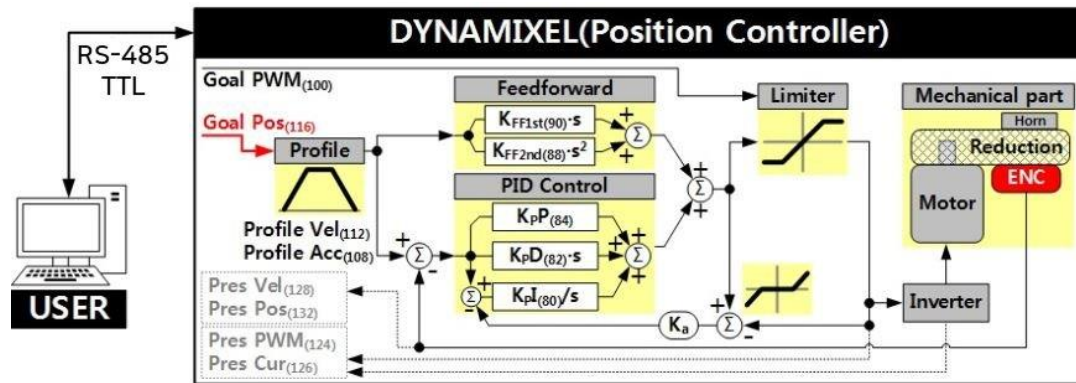 DYNAMIXEL(Position Controller)
RS-485
TTL
Goal PWM(100)
Feedforward
Limiter
Mechanical part
Goal Pos(116)
KFF1st(90)·s
+
Σ
+
KFF2nd(88)·s²
Horn
Reduction
Profile
ENC
PID Control
+
Σ
+
Motor
KPP(84)
Profile Vel(112)
Profile Acc(108)
+
Σ
-
KPD(82)·s
+
+
Σ
+
Pres Vel(128)
Pres Pos(132)
Σ
-
KPI(80)/s
Inverter
USER
Ka
+
Σ
-
Pres PWM(124)
Pres Cur(126)